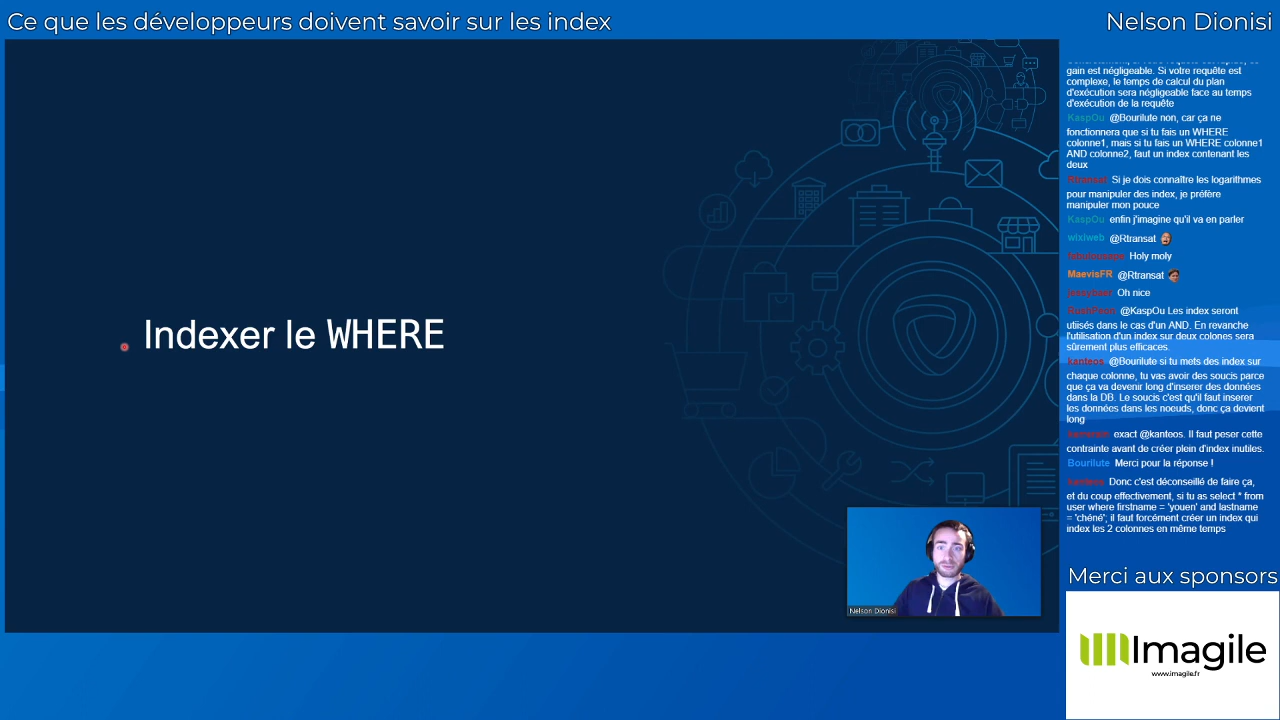 Ce que les développeurs doivent savoir sur les index
Nelson Dionisi
Indexer le WHERE
Nelson Dionisi
gain est négligeable. Si votre requête est
complexe, le temps de calcul du plan
d'exécution sera négligeable face au temps
d'exécution de la requête
KaspOu @Bourilute non, car ça ne
fonctionnera que si tu fais un WHERE
colonne1, mais si tu fais un WHERE colonne1
AND colonne2, faut un index contenant les
deux
Rtransat Si je dois connaître les logarithmes
pour manipuler des index, je préfère
manipuler mon pouce
KaspOu enfin j'imagine qu'il va en parler
wixiweb @Rtransat
Holy moly
MaevisFR @Rtransat
Oh nice
@KaspOu Les index seront
utiisés dans le cas d'un AND. En revanche
l'utilisation d'un index sur deux colones sera
sûrement plus efficaces.
kanteos @Bourilute si tu mets des index sur
chaque colonne, tu vas avoir des soucis parce
que ça va devenir long d'inserer des données
dans la DB. Le soucis c'est qu'il faut inserer
les données dans les noeuds, donc ça devient
long
exact @kanteos. Il faut peser cette
contrainte avant de créer plein d'index inutiles.
Bourilute Merci pour la réponse !
kanteos Donc c'est déconseillé de faire ça,
et du coup effectivement, si tu as select * from
user where firstname = 'youen' and lastname
= 'chéné'; il faut forcément créer un index qui
index les 2 colonnes en même temps
Merci aux sponsors
Imagile
www.imagile.fr